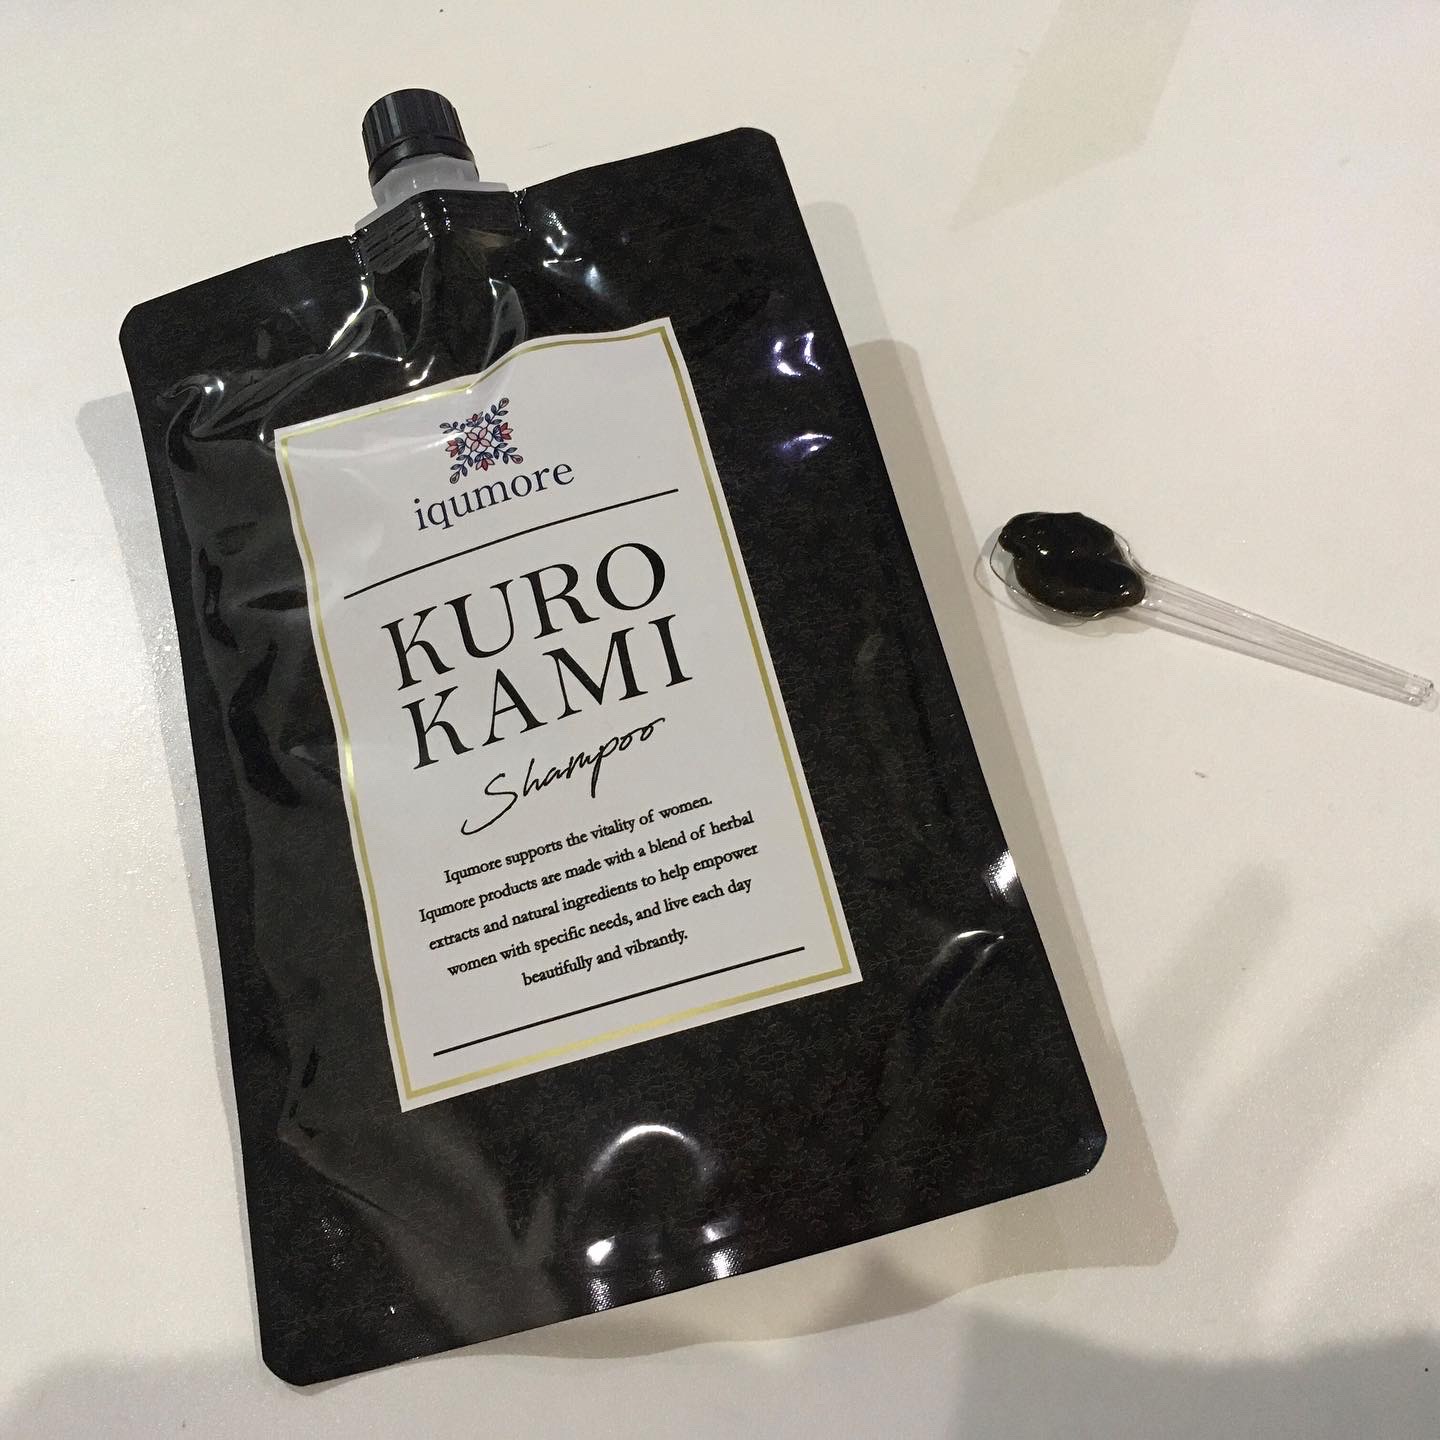 iqumore
KURO
KAMI
Shampoo
Iqumore supports the vitality of women.
Iqumore products are made with a blend of herbal
extracts and natural ingredients to help empower
women with specific needs, and live each day
beautifully and vibrantly.